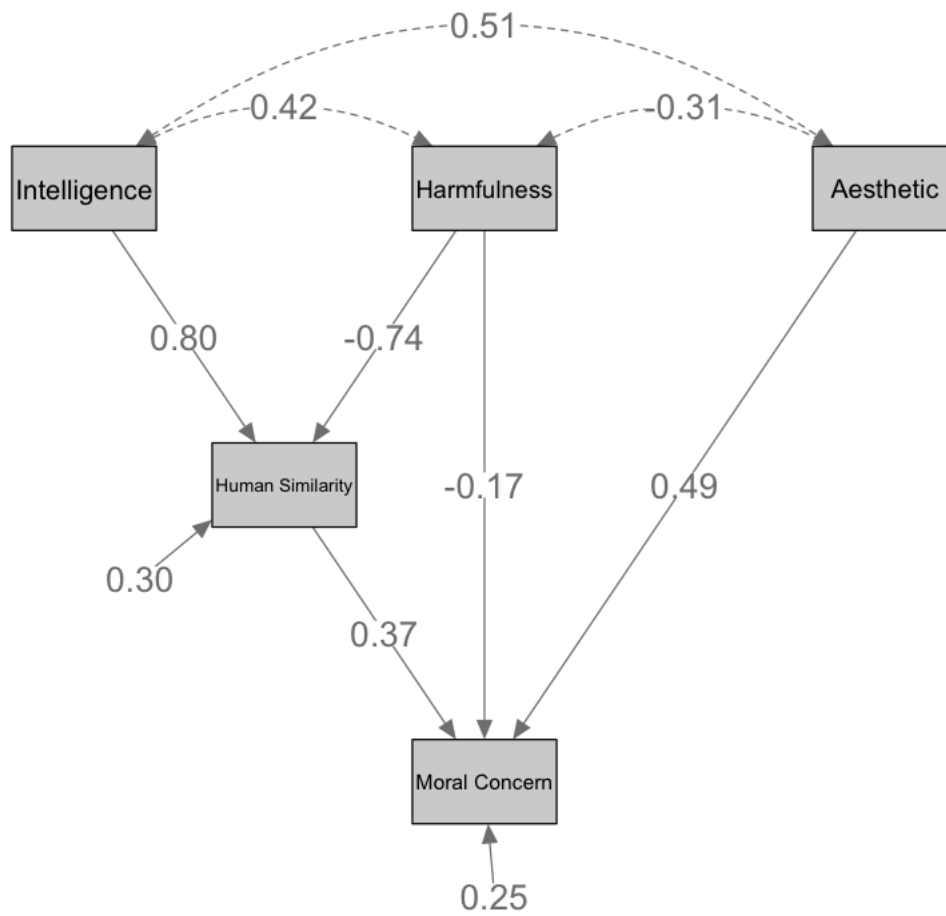 0.51
0.42
-0.31
Intelligence
Harmfulness
Aesthetic
0.80
-0.74
Human Similarity
-0.17
0.49
0.30
0.37
Moral Concern
0.25